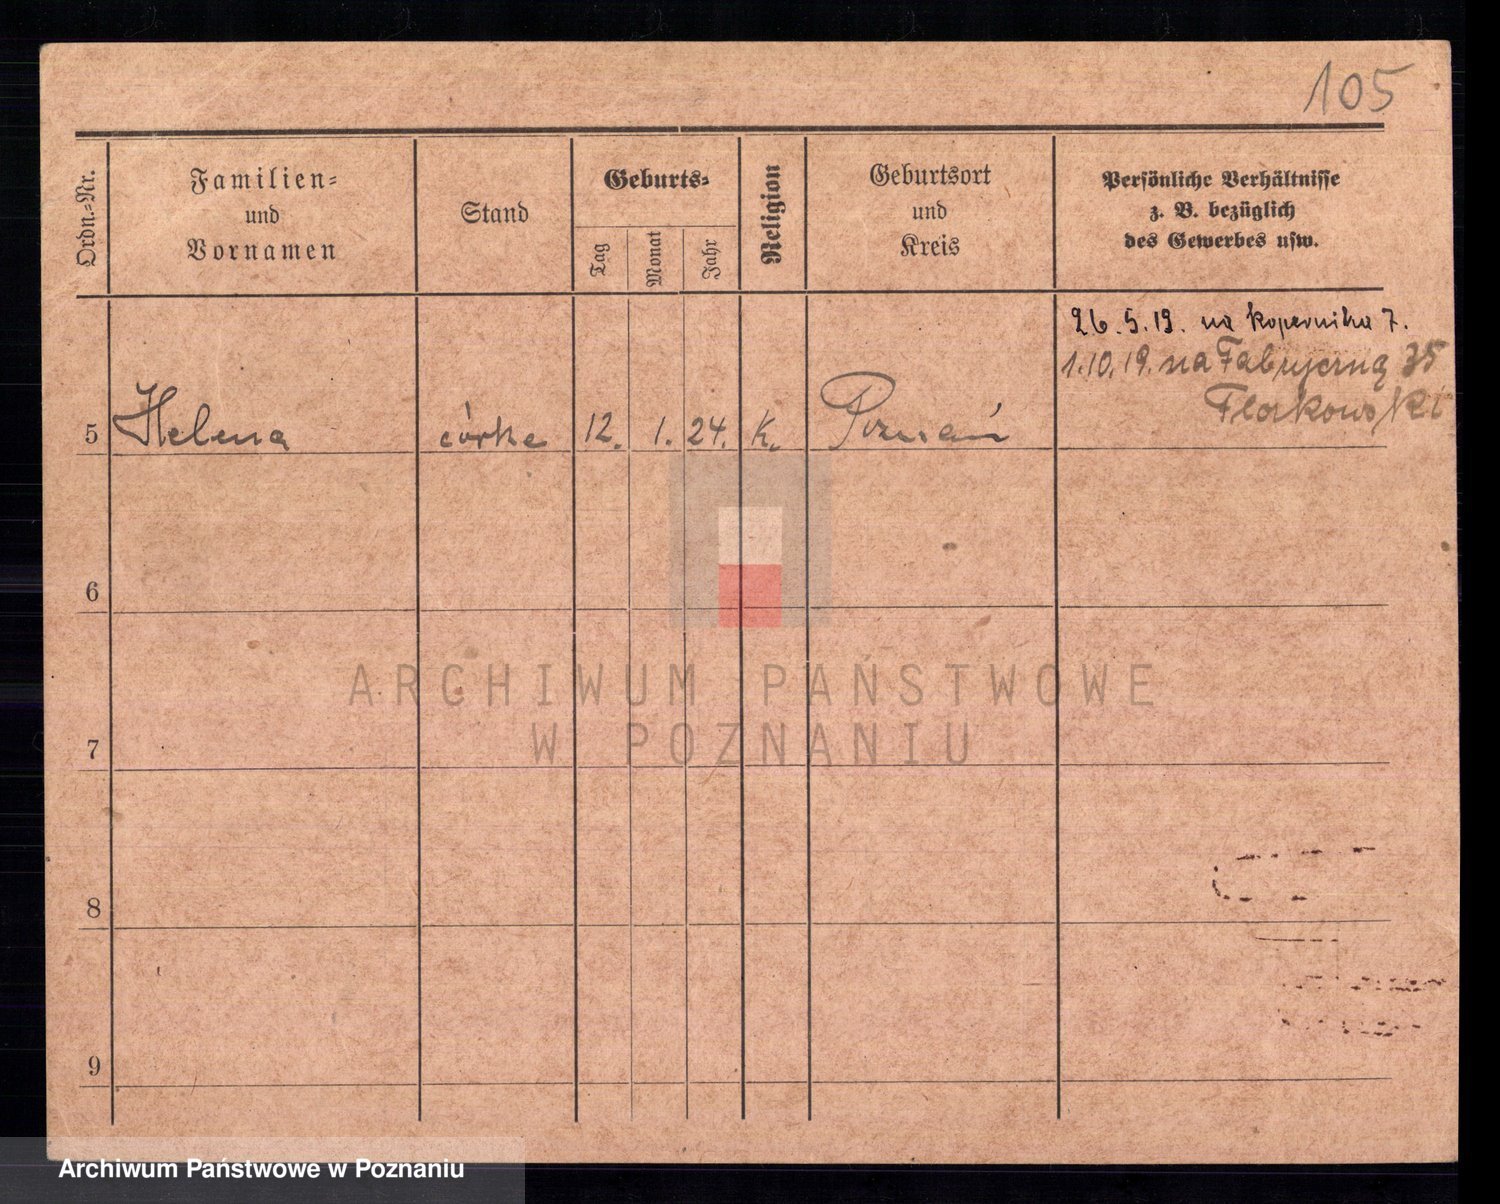 105
Ordn.-Nr.
Familien-
und
Vornamen
Stand
Geburts-
Tag
Monat
Jahr
Religion
Geburtsort
und
Kreis
Persönliche Verhältnisse
z. B. bezüglich
des Gewerbes usw.
26.5.19. na Kopernika 7.
1.10.19. na Fabryczną 35
5 Helena córka 12. 1. 24. K. Poznań
6
7
8
9
ARCHIWUM PAŃSTWOWE
W POZNANIU
Archiwum Państwowe w Poznaniu